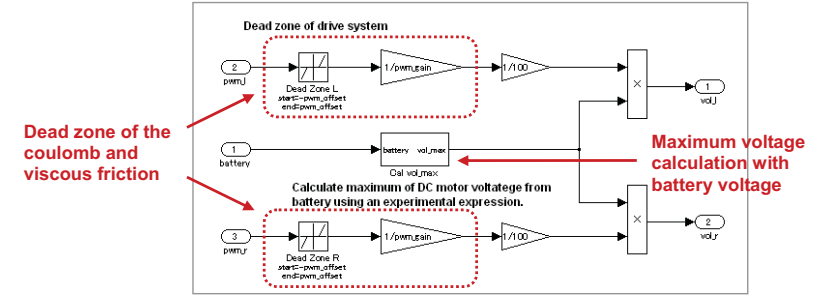 Dead zone of drive system
2
pwm_l
Dead Zone L
start=-pwm_offset
end=pwm_offset
1/pwm_gain
1/100
×
1
vol_l
Dead zone of the
coulomb and
viscous friction
1
battery
battery vol_max
Cal vol_max
Maximum voltage
calculation with
battery voltage
Calculate maximum of DC motor voltatege from
battery using an experimental expression.
3
pwm_r
Dead Zone R
start=-pwm_offset
end=pwm_offset
1/pwm_gain
1/100
×
2
vol_r